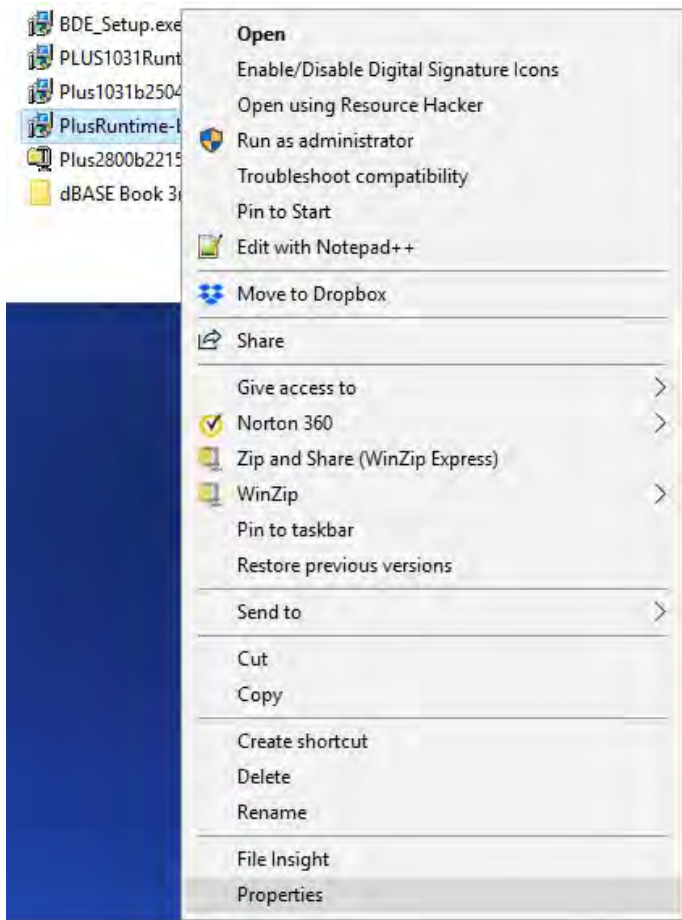 BDE_Setup.exe
PLUS1031Runt
Plus1031b2504
PlusRuntime-b
Plus2800b2215
dBASE Book 3r
Open
Enable/Disable Digital Signature Icons
Open using Resource Hacker
Run as administrator
Troubleshoot compatibility
Pin to Start
Edit with Notepad++
Move to Dropbox
Share
Give access to
Norton 360
Zip and Share (WinZip Express)
WinZip
Pin to taskbar
Restore previous versions
Send to
Cut
Copy
Create shortcut
Delete
Rename
File Insight
Properties